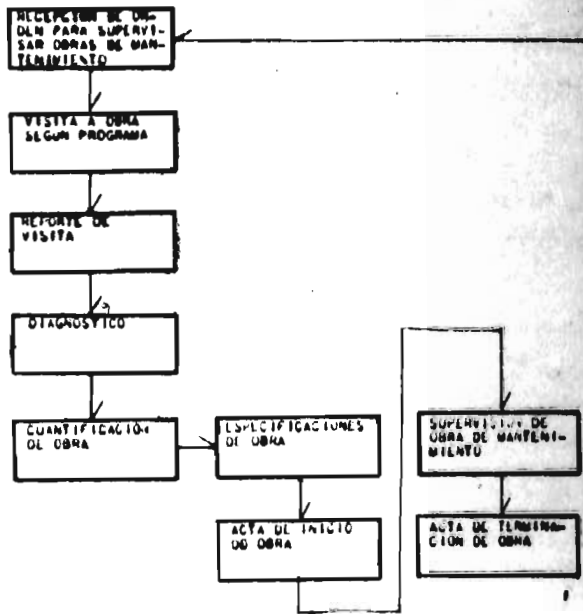 RECEPCION DE OR-
DEN PARA SUPERVI-
SAR OBRAS DE MAN-
TENIMIENTO
VISITA A OBRA
SEGUN PROGRAMA
REPORTE DE
VISITA
DIAGNOSTICO
CUANTIFICACION
DE OBRA
ESPECIFICACIONES
DE OBRA
ACTA DE INICIO
DO OBRA
SUPERVISION DE
OBRA DE MANTENI-
MIENTO
ACTA DE TERMINA-
CION DE OBRA